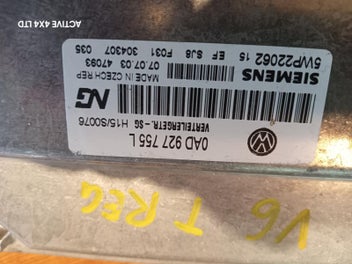 ACTIVE 4X4 LTD
5WP22062 15
EF SJ8 F031 304307 035
SIEMENS
MADE IN CZECH REP
07.07.03 47093
NG
0AD 927 755 L
VERTEILERGETR.-SG H15/S0076
V6
T REG